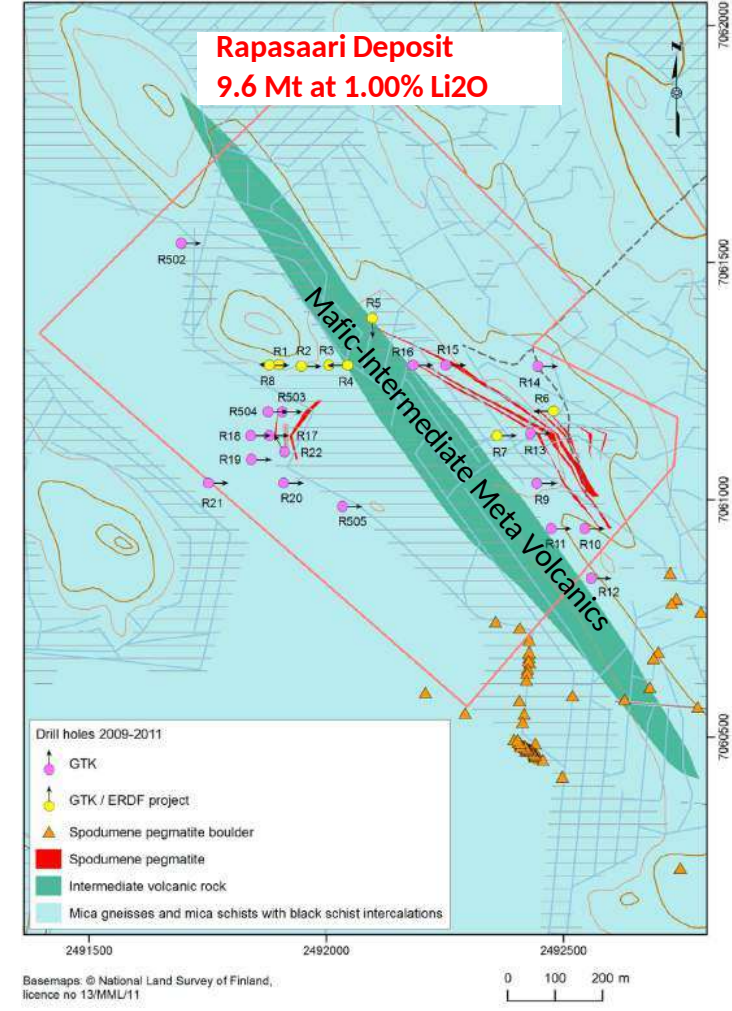 Rapasaari Deposit
9.6 Mt at 1.00% Li2O
7062000
N
R502
7061500
R5
Mafic-Intermediate Meta Volcanics
R1 R2 R3
R16 R15
R8
R4
R14
R503
R6
R504
R18
R17
R13
R22
R7
R19
R21
R20
R9
7061000
R505
R11
R10
R12
7060500
Drill holes 2009-2011
GTK
GTK / ERDF project
Spodumene pegmatite boulder
Spodumene pegmatite
Intermediate volcanic rock
Mica gneisses and mica schists with black schist intercalations
2491500
2492000
2492500
Basemaps: © National Land Survey of Finland,
licence no 13/MML/11
0 100 200 m